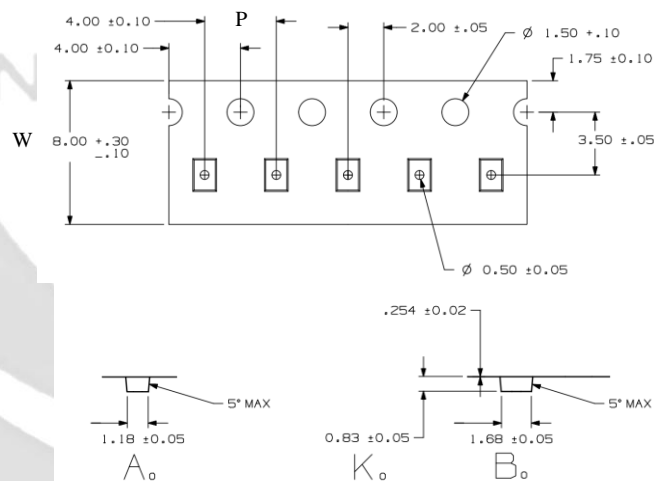 4.00 ±0.10 P 2.00 ±.05 Ø 1.50 +.10
4.00 ±0.10 1.75 ±0.10
W 8.00 +.30
-.10
3.50 ±.05
Ø 0.50 ±0.05
.254 ±0.02
5° MAX 5° MAX
1.18 ±0.05 0.83 ±0.05 1.68 ±0.05
A₀ K₀ B₀